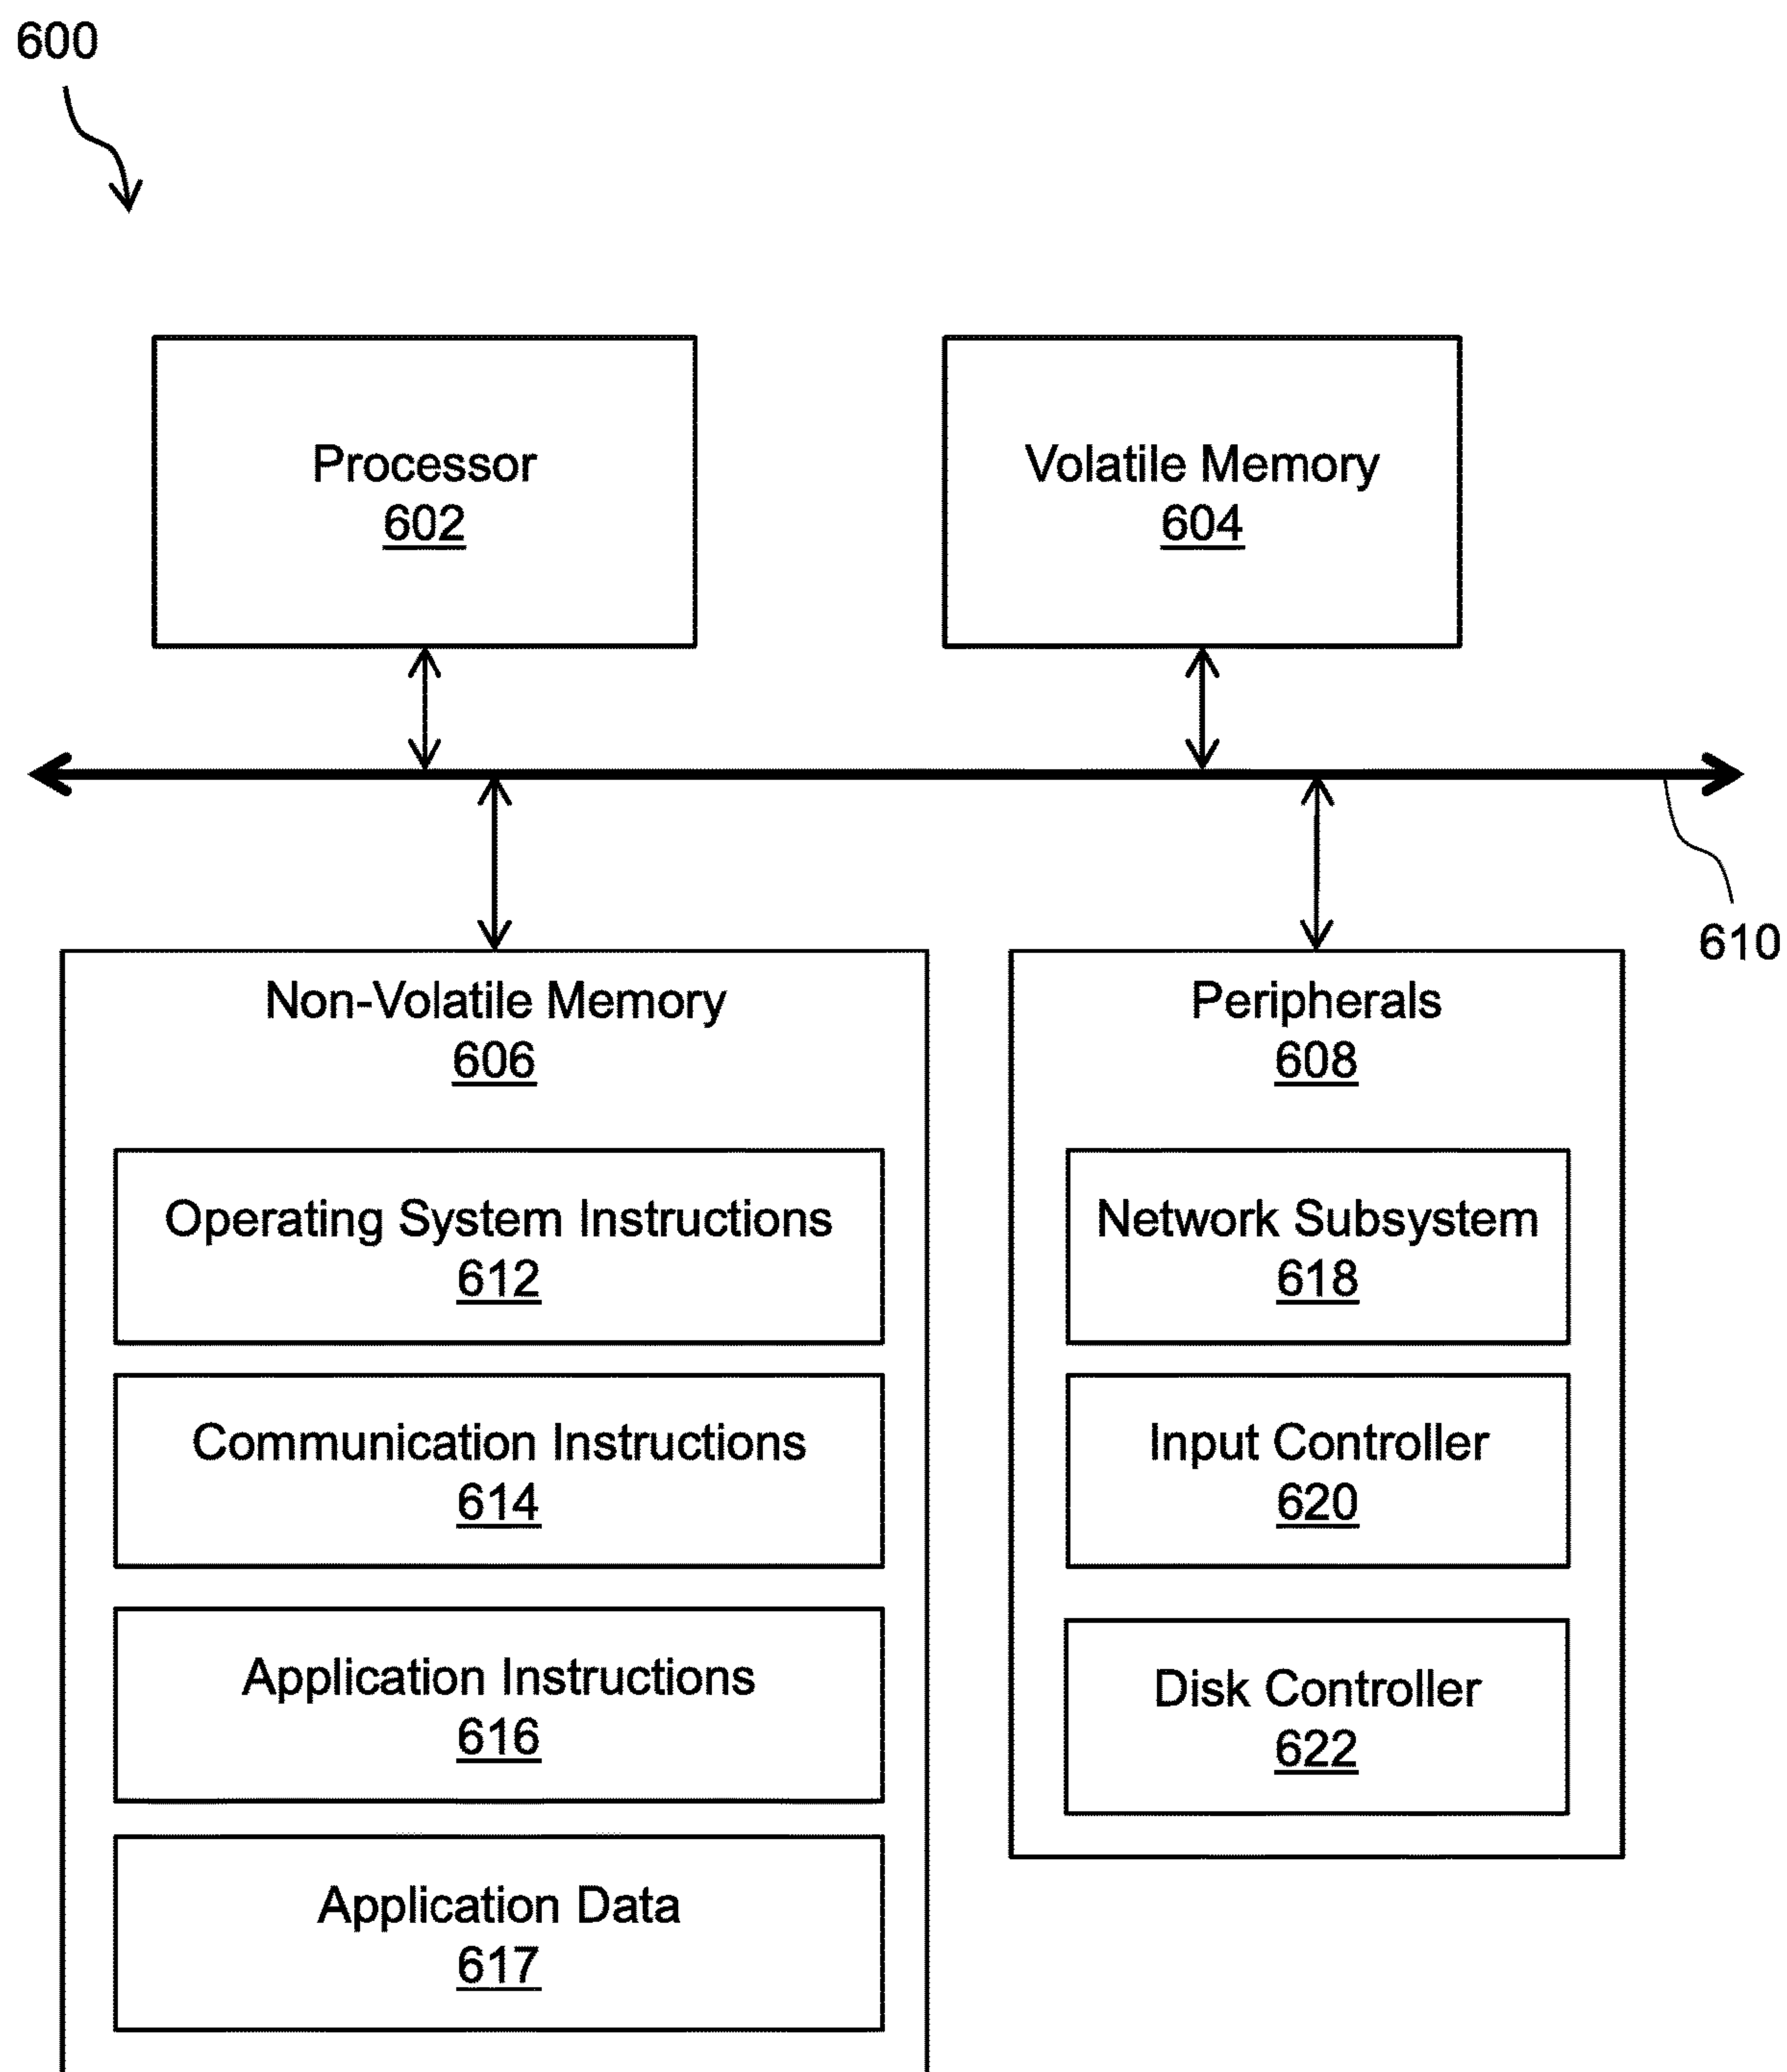 600
Processor
602
Volatile Memory
604
610
Non-Volatile Memory
606
Operating System Instructions
612
Communication Instructions
614
Application Instructions
616
Application Data
617
Peripherals
608
Network Subsystem
618
Input Controller
620
Disk Controller
622